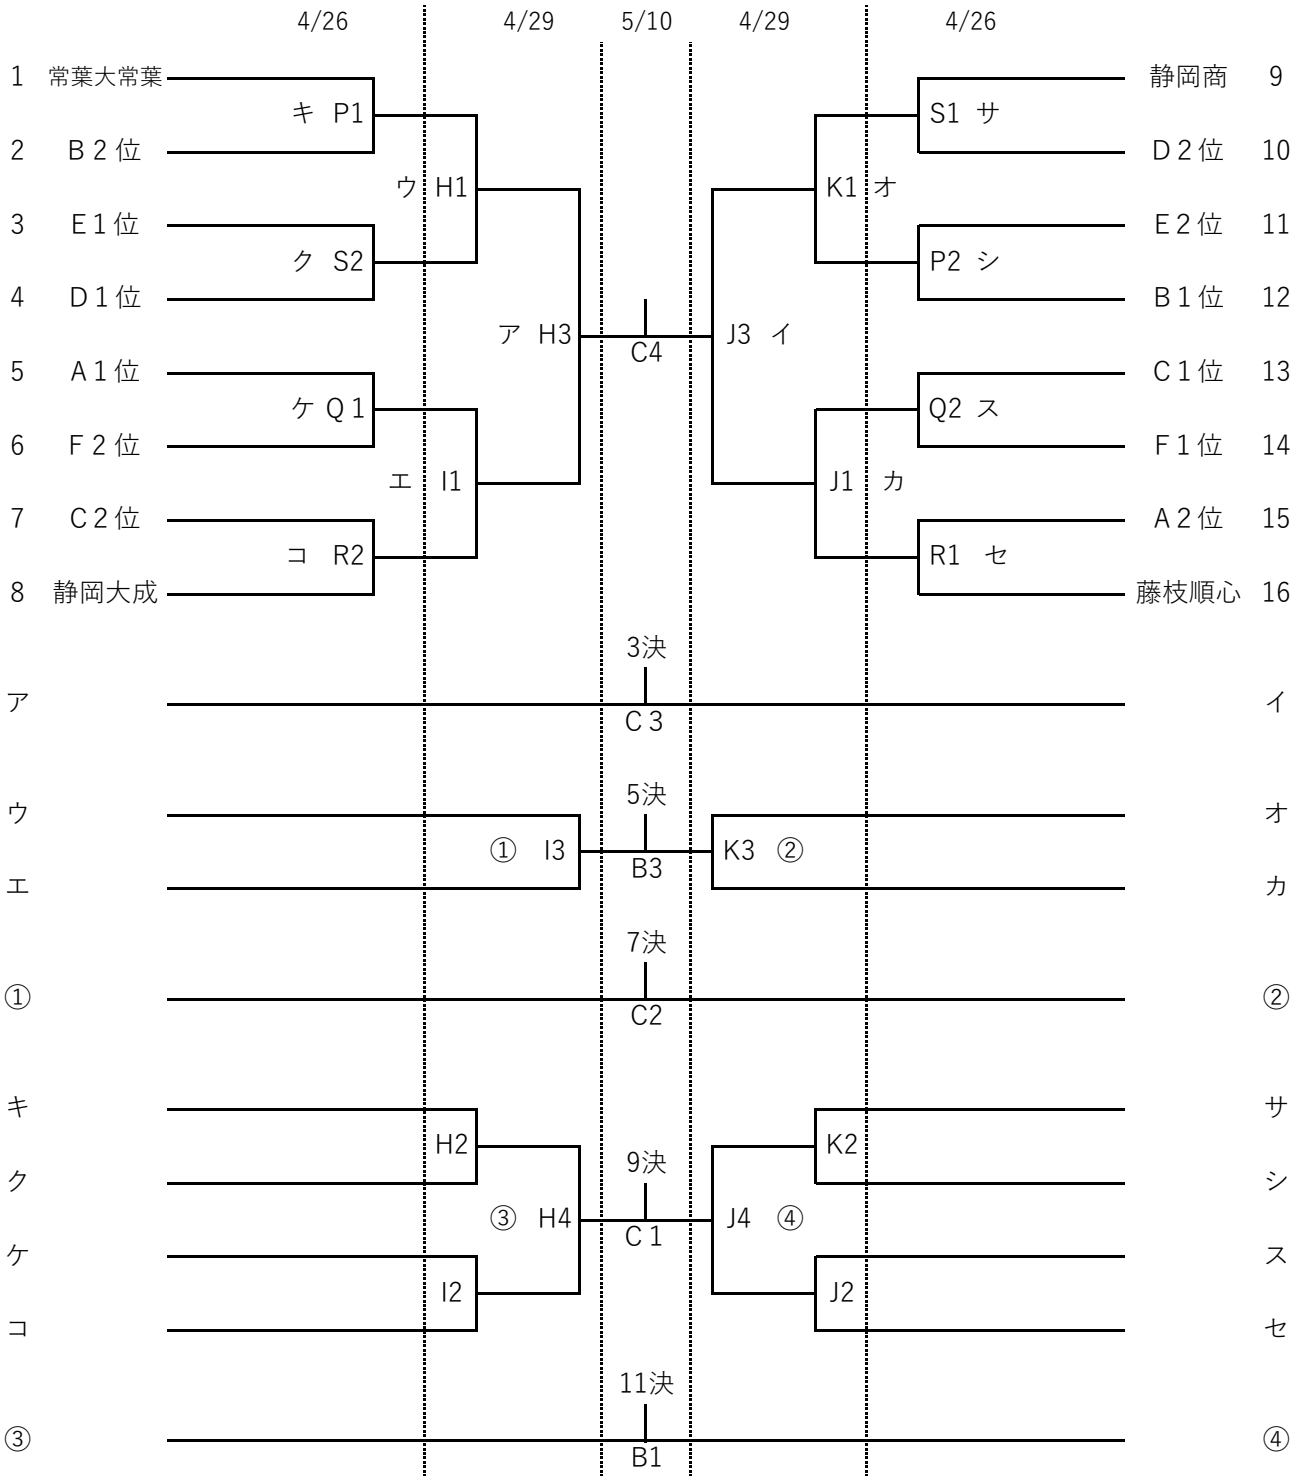 4/26 4/29 5/10 4/29 4/26
1 常葉大常葉 静岡商 9
キ P1 S1 サ
2 B2位 D2位 10
ウ H1 K1 オ
3 E1位 E2位 11
ク S2 P2 シ
4 D1位 B1位 12
ア H3 J3 イ
C4
5 A1位 C1位 13
ケ Q1 Q2 ス
6 F2位 F1位 14
エ I1 J1 カ
7 C2位 A2位 15
コ R2 R1 セ
8 静岡大成 藤枝順心 16
3決
ア イ
C3
5決
ウ オ
① I3 K3 ②
B3
エ カ
7決
① ②
C2
キ サ
H2 K2
9決
ク シ
③ H4 J4 ④
C1
ケ ス
I2 J2
コ セ
11決
③ ④
B1